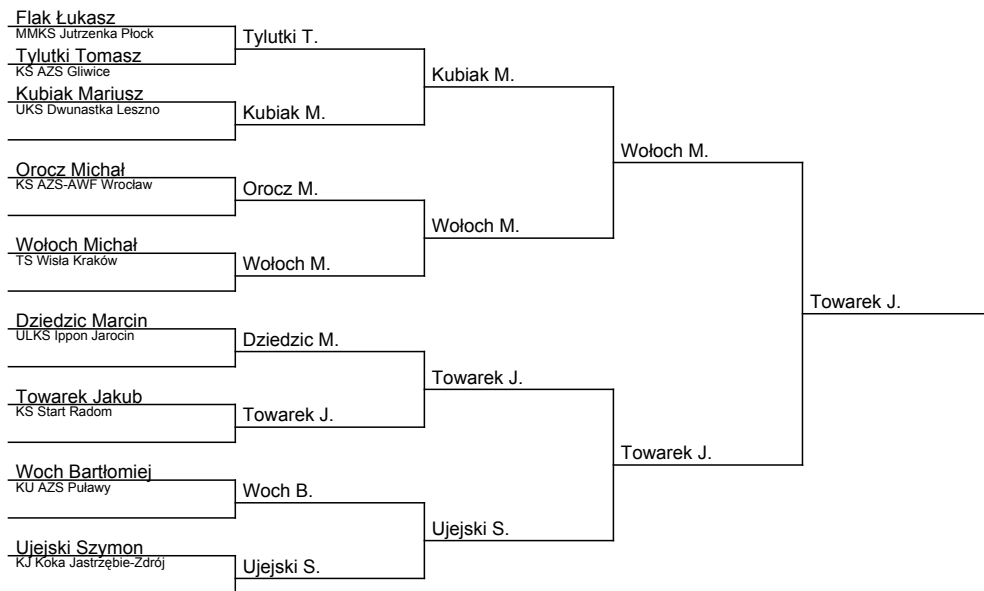 Flak Łukasz
MMKS Jutrzenka Płock
Tylutki Tomasz
KS AZS Gliwice
Kubiak Mariusz
UKS Dwunastka Leszno
Orocz Michał
KS AZS-AWF Wrocław
Wołoch Michał
TS Wisła Kraków
Dziedzic Marcin
ULKS Ippon Jarocin
Towarek Jakub
KS Start Radom
Woch Bartłomiej
KU AZS Puławy
Ujejski Szymon
KJ Koka Jastrzębie-Zdrój
Tylutki T.
Kubiak M.
Orocz M.
Wołoch M.
Dziedzic M.
Towarek J.
Woch B.
Ujejski S.
Kubiak M.
Wołoch M.
Towarek J.
Ujejski S.
Wołoch M.
Towarek J.
Towarek J.